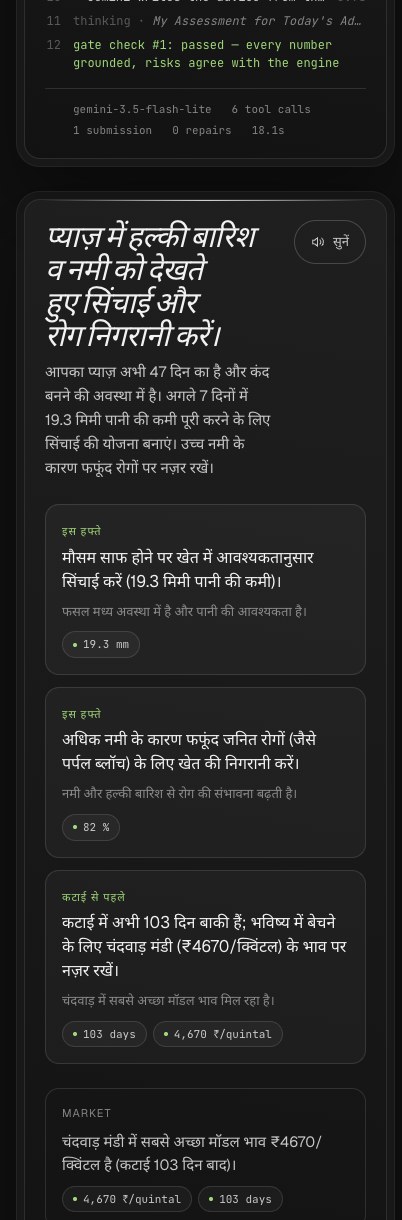 11 thinking · My Assessment for Today's Ad…
12 gate check #1: passed — every number
grounded, risks agree with the engine
gemini-3.5-flash-lite 6 tool calls
1 submission 0 repairs 18.1s
प्याज़ में हल्की बारिश
व नमी को देखते
हुए सिंचाई और
रोग निगरानी करें।
सुनें
आपका प्याज़ अभी 47 दिन का है और कंद
बनने की अवस्था में है। अगले 7 दिनों में
19.3 मिमी पानी की कमी पूरी करने के लिए
सिंचाई की योजना बनाएं। उच्च नमी के
कारण फफूंद रोगों पर नज़र रखें।
इस हफ्ते
मौसम साफ होने पर खेत में आवश्यकतानुसार
सिंचाई करें (19.3 मिमी पानी की कमी)।
फसल मध्य अवस्था में है और पानी की आवश्यकता है।
19.3 mm
इस हफ्ते
अधिक नमी के कारण फफूंद जनित रोगों (जैसे
पर्पल ब्लॉच) के लिए खेत की निगरानी करें।
नमी और हल्की बारिश से रोग की संभावना बढ़ती है।
82 %
कटाई से पहले
कटाई में अभी 103 दिन बाकी हैं; भविष्य में बेचने
के लिए चंदवाड़ मंडी (₹4670/क्विंटल) के भाव पर
नज़र रखें।
चंदवाड़ में सबसे अच्छा मॉडल भाव मिल रहा है।
103 days 4,670 ₹/quintal
MARKET
चंदवाड़ मंडी में सबसे अच्छा मॉडल भाव ₹4670/
क्विंटल है (कटाई 103 दिन बाद)।
4,670 ₹/quintal 103 days